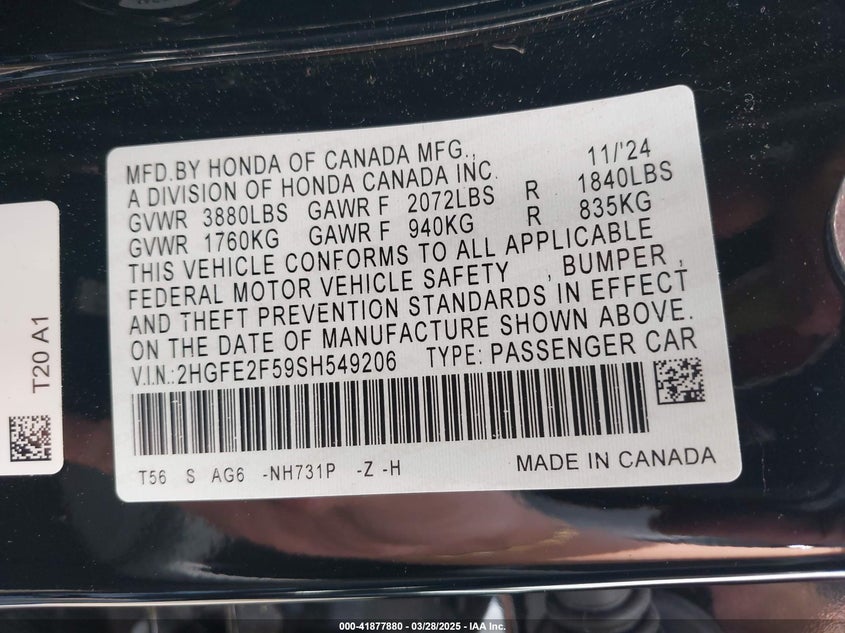 MFD.BY HONDA OF CANADA MFG., 11/'24
A DIVISION OF HONDA CANADA INC.
GVWR 3880LBS GAWR F 2072LBS R 1840LBS
GVWR 1760KG GAWR F 940KG R 835KG
THIS VEHICLE CONFORMS TO ALL APPLICABLE
FEDERAL MOTOR VEHICLE SAFETY , BUMPER ,
AND THEFT PREVENTION STANDARDS IN EFFECT
ON THE DATE OF MANUFACTURE SHOWN ABOVE.
V.I.N.:2HGFE2F59SH549206 TYPE: PASSENGER CAR
T56 S AG6 -NH731P -Z -H MADE IN CANADA
T20 A1
000-41877880 | 03/28/2025 | IAA Inc.